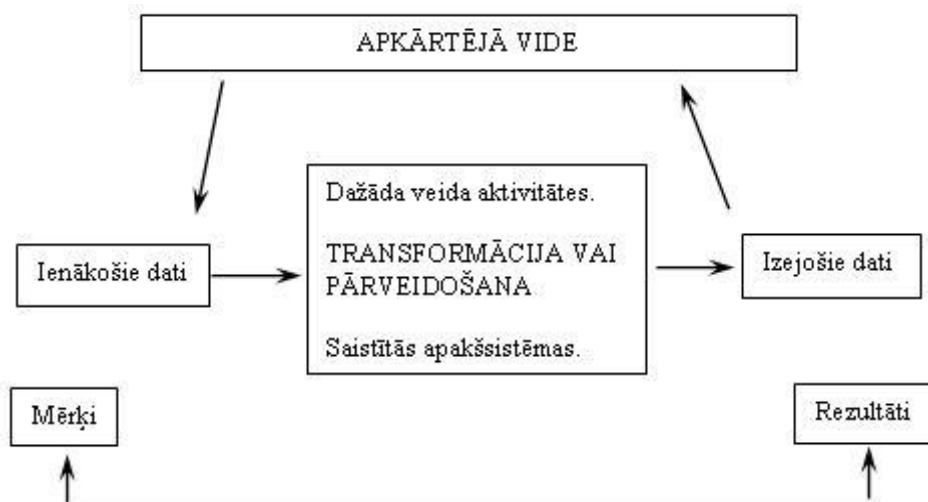 APKĀRTĒJĀ VIDE
Dažāda veida aktivitātes.
TRANSFORMĀCIJA VAI
PĀRVEIDOŠANA
Saistītās apakšsistēmas.
Ienākošie dati
Izejošie dati
Mērķi
Rezultāti